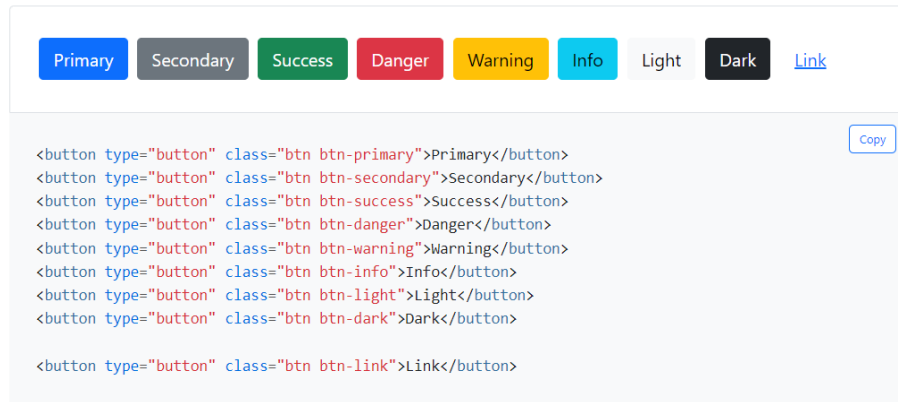 Primary Secondary Success Danger Warning Info Light Dark Link
Copy
<button type="button" class="btn btn-primary">Primary</button>
<button type="button" class="btn btn-secondary">Secondary</button>
<button type="button" class="btn btn-success">Success</button>
<button type="button" class="btn btn-danger">Danger</button>
<button type="button" class="btn btn-warning">Warning</button>
<button type="button" class="btn btn-info">Info</button>
<button type="button" class="btn btn-light">Light</button>
<button type="button" class="btn btn-dark">Dark</button>
<button type="button" class="btn btn-link">Link</button>